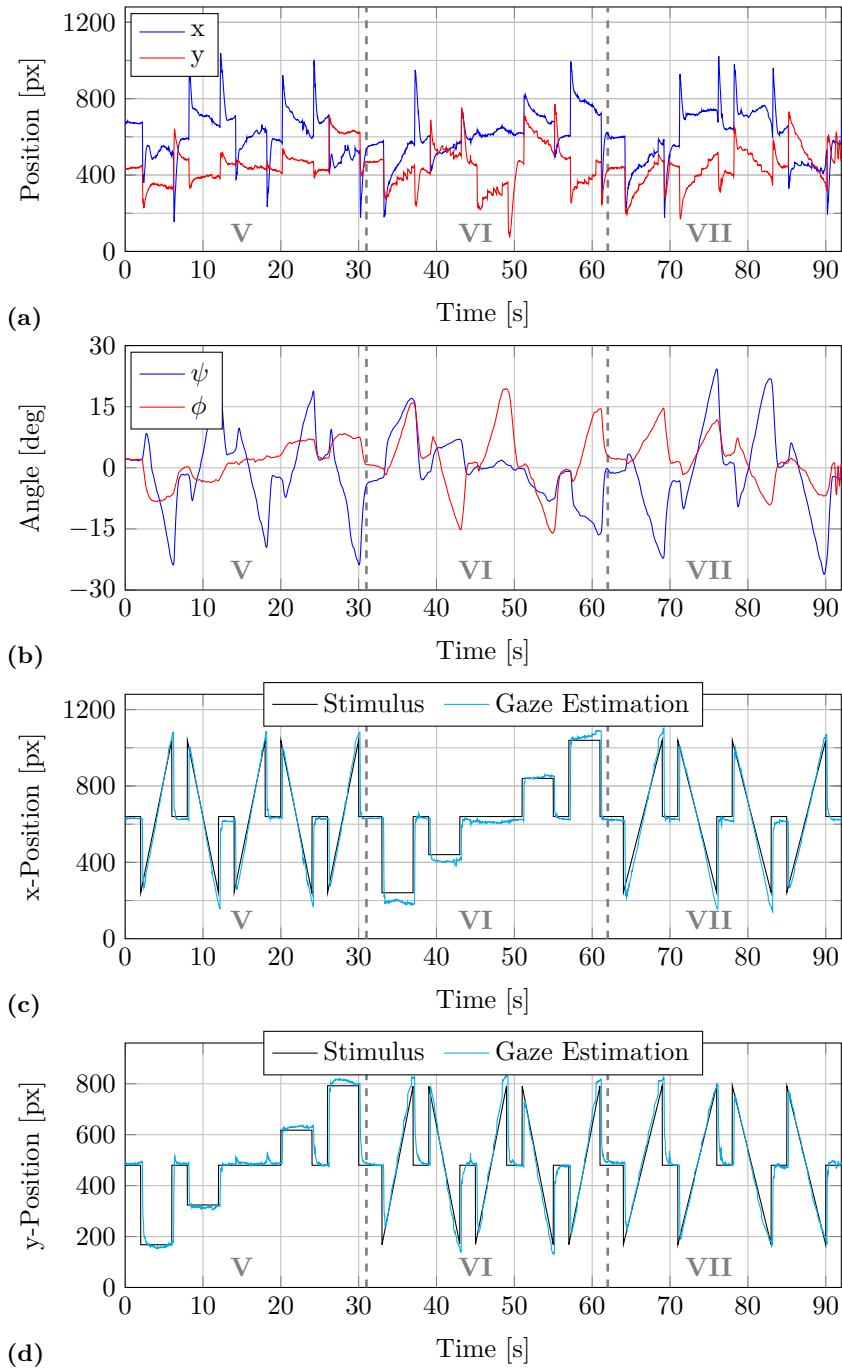 1200
800
400
0
Position [px]
x
y
V
VI
VII
0 10 20 30 40 50 60 70 80 90
Time [s]
(a)
30
15
0
−15
−30
Angle [deg]
ψ
ϕ
V
VI
VII
0 10 20 30 40 50 60 70 80 90
Time [s]
(b)
Stimulus Gaze Estimation
1200
800
400
0
x-Position [px]
V
VI
VII
0 10 20 30 40 50 60 70 80 90
Time [s]
(c)
Stimulus Gaze Estimation
800
600
400
200
0
y-Position [px]
V
VI
VII
0 10 20 30 40 50 60 70 80 90
Time [s]
(d)